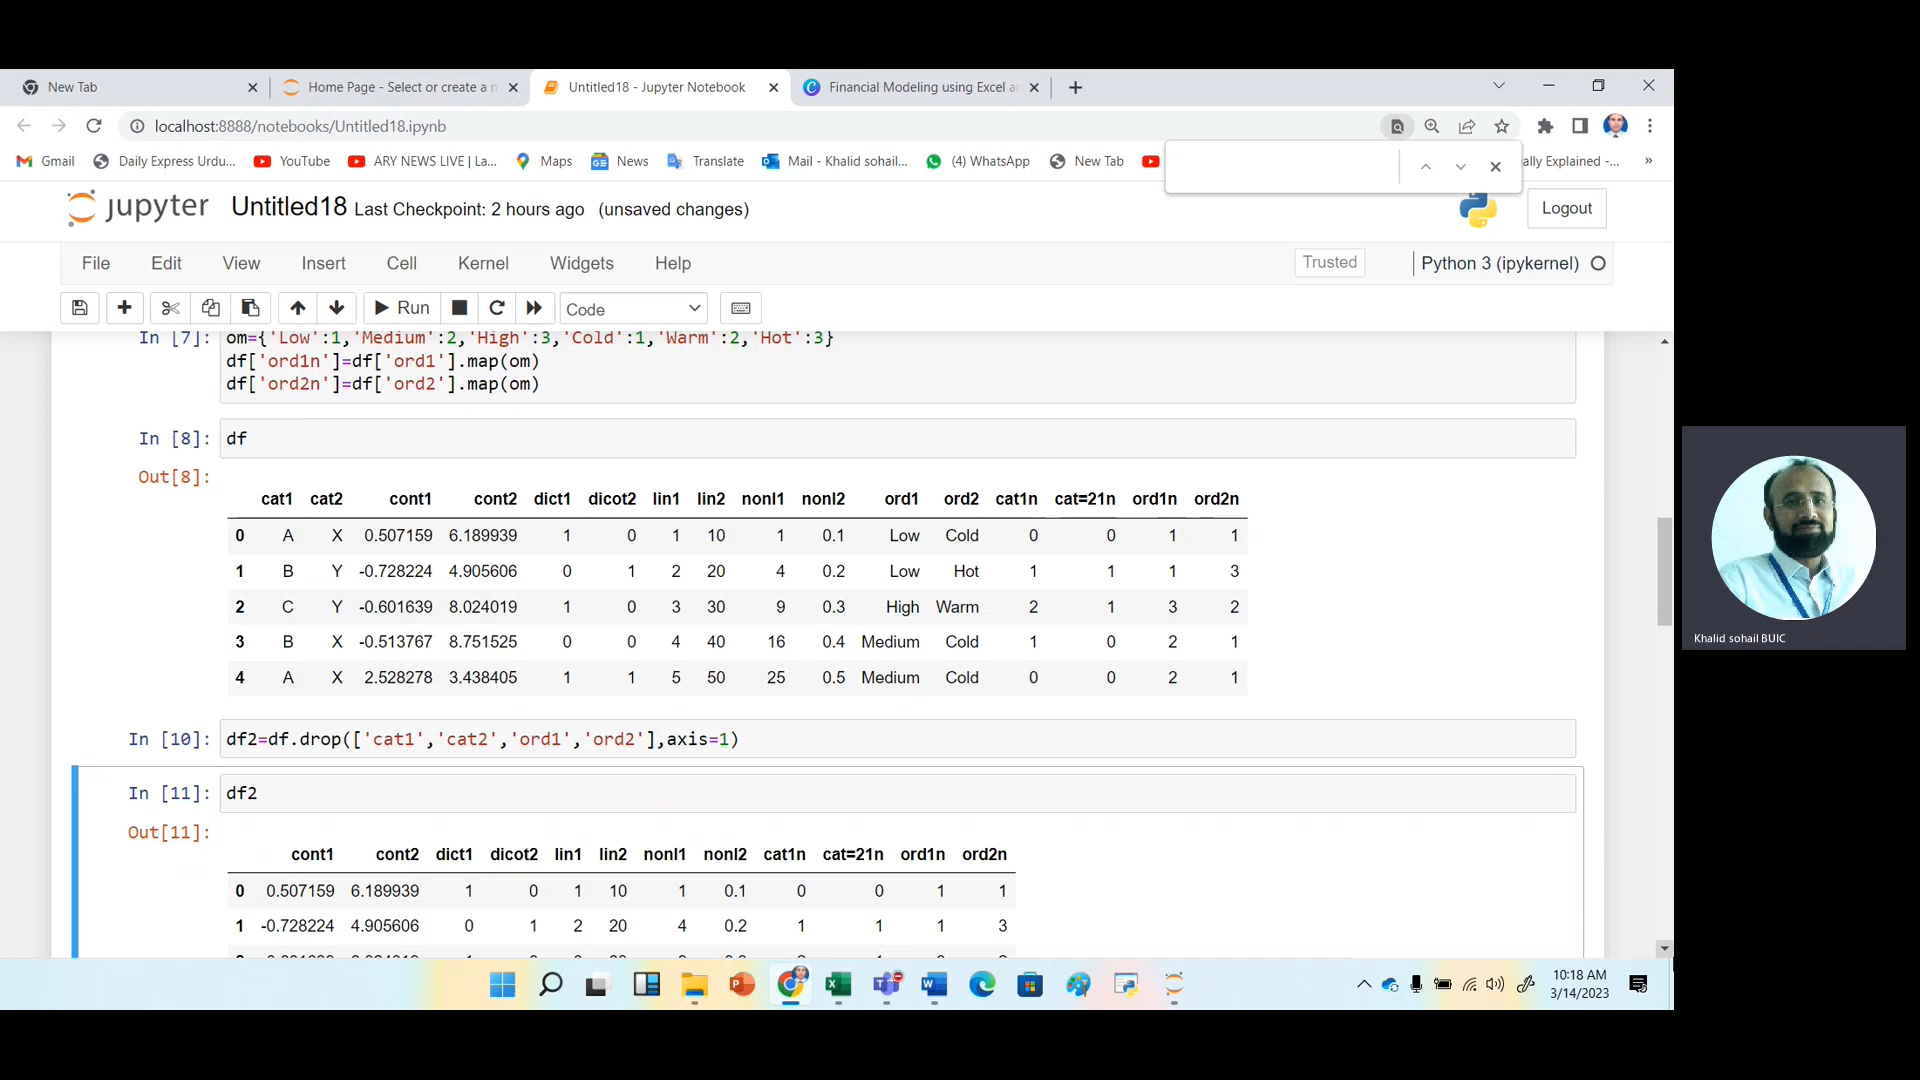 New Tab
Home Page - Select or create a n
Untitled18 - Jupyter Notebook
Financial Modeling using Excel a
localhost:8888/notebooks/Untitled18.ipynb
Gmail
Daily Express Urdu...
YouTube
ARY NEWS LIVE | La...
Maps
News
Translate
Mail - Khalid sohail...
(4) WhatsApp
New Tab
ally Explained -...
»
jupyter
Untitled18 Last Checkpoint: 2 hours ago (unsaved changes)
Logout
File Edit View Insert Cell Kernel Widgets Help
Trusted
Python 3 (ipykernel)
Run
Code
In [7]: om={'Low':1,'Medium':2,'High':3,'Cold':1,'Warm':2,'Hot':3}
df['ord1n']=df['ord1'].map(om)
df['ord2n']=df['ord2'].map(om)
In [8]: df
Out[8]:
cat1 cat2 cont1 cont2 dict1 dicot2 lin1 lin2 nonl1 nonl2 ord1 ord2 cat1n cat=21n ord1n ord2n
0 A X 0.507159 6.189939 1 0 1 10 1 0.1 Low Cold 0 0 1 1
1 B Y -0.728224 4.905606 0 1 2 20 4 0.2 Low Hot 1 1 1 3
2 C Y -0.601639 8.024019 1 0 3 30 9 0.3 High Warm 2 1 3 2
3 B X -0.513767 8.751525 0 0 4 40 16 0.4 Medium Cold 1 0 2 1
4 A X 2.528278 3.438405 1 1 5 50 25 0.5 Medium Cold 0 0 2 1
In [10]: df2=df.drop(['cat1','cat2','ord1','ord2'],axis=1)
In [11]: df2
Out[11]:
cont1 cont2 dict1 dicot2 lin1 lin2 nonl1 nonl2 cat1n cat=21n ord1n ord2n
0 0.507159 6.189939 1 0 1 10 1 0.1 0 0 1 1
1 -0.728224 4.905606 0 1 2 20 4 0.2 1 1 1 3
10:18 AM
3/14/2023
Khalid sohail BUIC